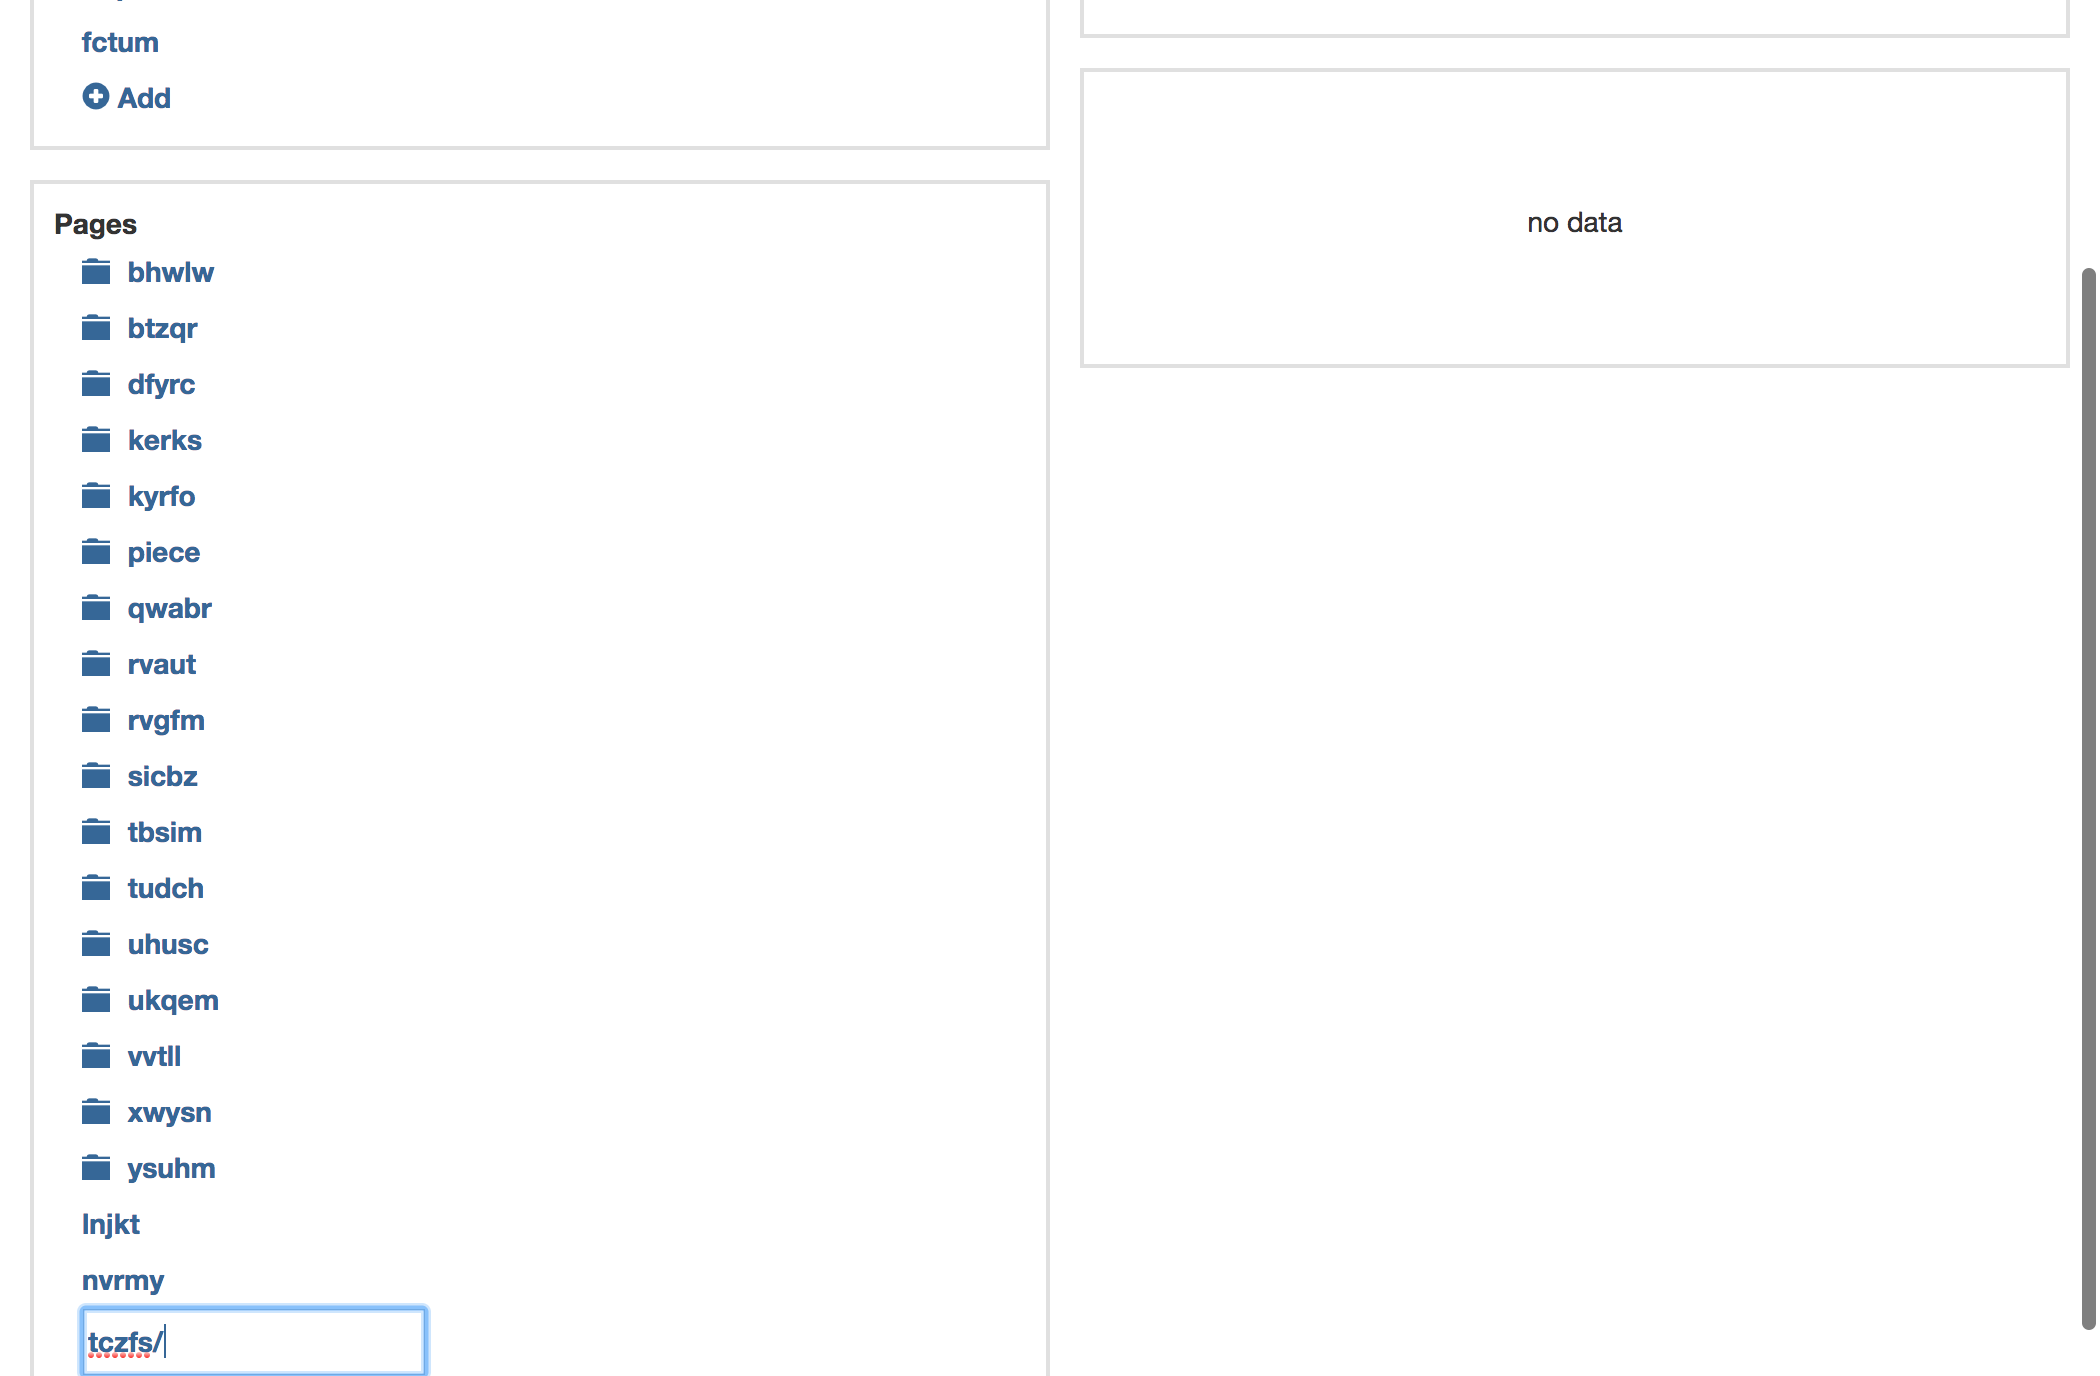 fctum
Add
Pages
bhwlw
btzqr
dfyrc
kerks
kyrfo
piece
qwabr
rvaut
rvgfm
sicbz
tbsim
tudch
uhusc
ukqem
vvtll
xwysn
ysuhm
lnjkt
nvrmy
tczfs/
no data